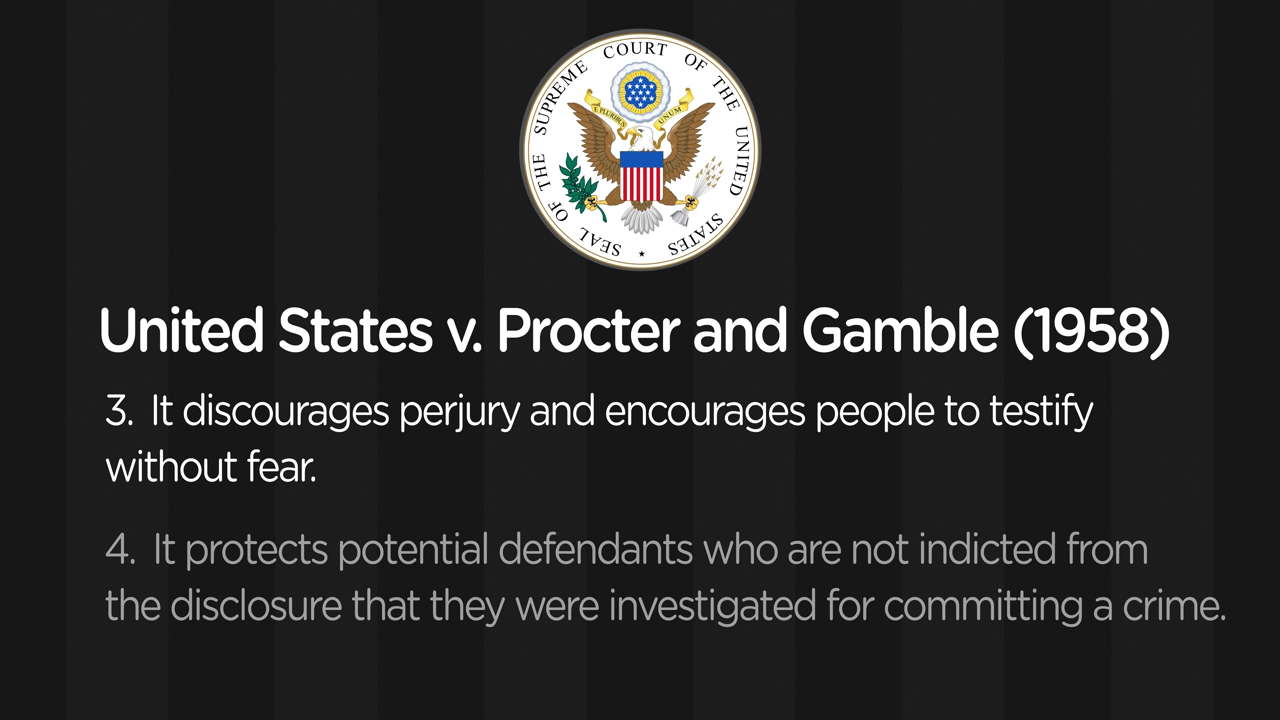 SEAL OF THE SUPREME COURT OF THE UNITED STATES
E PLURIBUS UNUM
United States v. Procter and Gamble (1958)
3. It discourages perjury and encourages people to testify
without fear.
4. It protects potential defendants who are not indicted from
the disclosure that they were investigated for committing a crime.